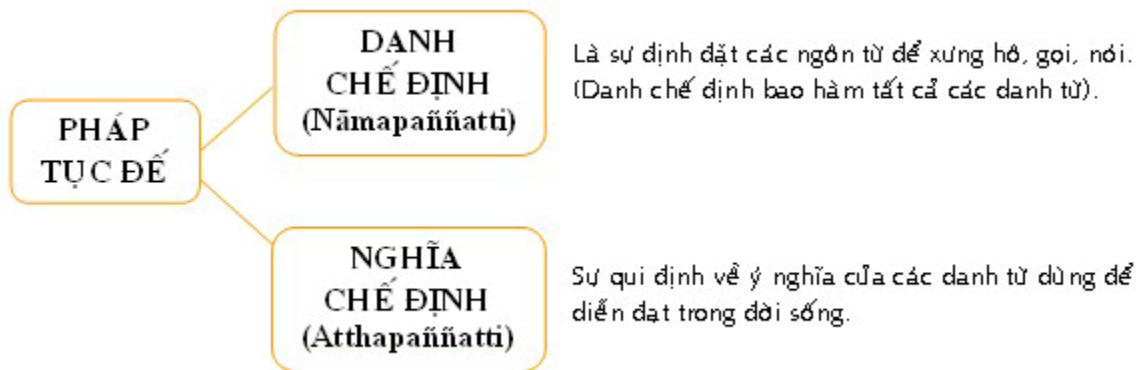 PHÁP
TỤC ĐẾ
DANH
CHẾ ĐỊNH
(Nāmapaññatti)
Là sự định đặt các ngôn từ để xưng hô, gọi, nói.
(Danh chế định bao hàm tất cả các danh từ).
NGHĨA
CHẾ ĐỊNH
(Atthapaññatti)
Sự qui định về ý nghĩa của các danh từ dùng để
diễn đạt trong đời sống.